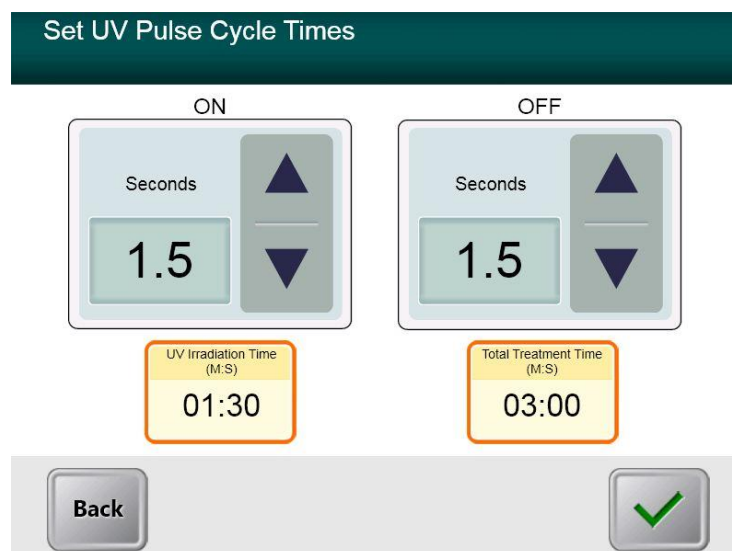 Set UV Pulse Cycle Times
ON
OFF
Seconds
1.5
Seconds
1.5
UV Irradiation Time
(M:S)
01:30
Total Treatment Time
(M:S)
03:00
Back